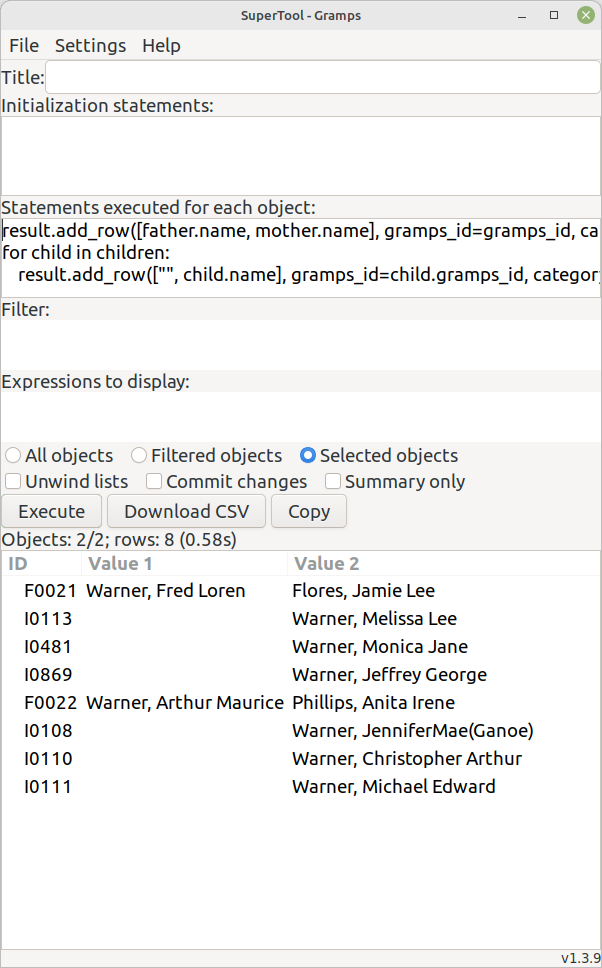 SuperTool - Gramps
File Settings Help
Title:
Initialization statements:
Statements executed for each object:
result.add_row([father.name, mother.name], gramps_id=gramps_id, ca
for child in children:
result.add_row(["", child.name], gramps_id=child.gramps_id, category
Filter:
Expressions to display:
All objects Filtered objects Selected objects
Unwind lists Commit changes Summary only
Execute Download CSV Copy
Objects: 2/2; rows: 8 (0.58s)
ID Value 1 Value 2
F0021 Warner, Fred Loren Flores, Jamie Lee
I0113 Warner, Melissa Lee
I0481 Warner, Monica Jane
I0869 Warner, Jeffrey George
F0022 Warner, Arthur Maurice Phillips, Anita Irene
I0108 Warner, JenniferMae(Ganoe)
I0110 Warner, Christopher Arthur
I0111 Warner, Michael Edward
v1.3.9